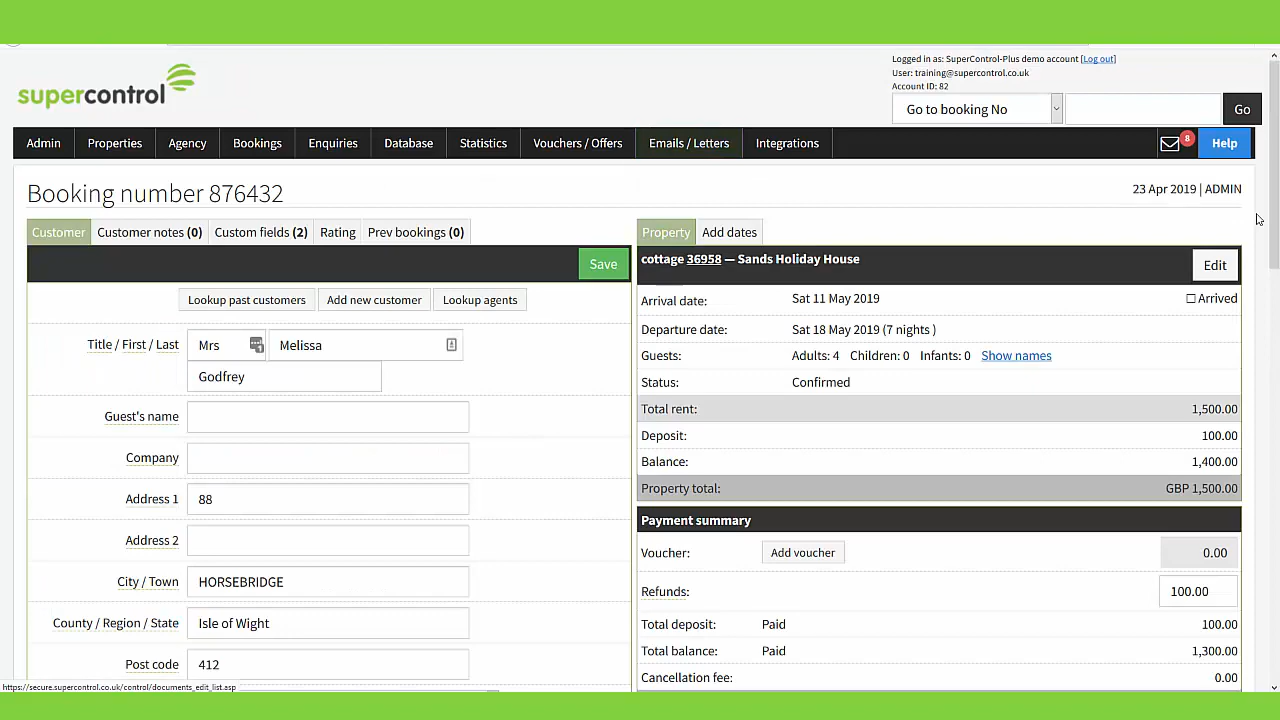 supercontrol
Logged in as: SuperControl-Plus demo account [Log out]
User: training@supercontrol.co.uk
Account ID: 82
Go to booking No
Go
Admin
Properties
Agency
Bookings
Enquiries
Database
Statistics
Vouchers / Offers
Emails / Letters
Integrations
8
Help
Booking number 876432
23 Apr 2019 | ADMIN
Customer
Customer notes (0)
Custom fields (2)
Rating
Prev bookings (0)
Save
Lookup past customers
Add new customer
Lookup agents
Title / First / Last
Mrs
1
Melissa
Godfrey
Guest's name
Company
Address 1
88
Address 2
City / Town
HORSEBRIDGE
County / Region / State
Isle of Wight
Post code
412
Property
Add dates
cottage 36958 — Sands Holiday House
Edit
Arrival date: Sat 11 May 2019
Arrived
Departure date: Sat 18 May 2019 (7 nights )
Guests: Adults: 4 Children: 0 Infants: 0 Show names
Status: Confirmed
Total rent: 1,500.00
Deposit: 100.00
Balance: 1,400.00
Property total: GBP 1,500.00
Payment summary
Voucher: Add voucher 0.00
Refunds: 100.00
Total deposit: Paid 100.00
Total balance: Paid 1,300.00
Cancellation fee: 0.00
https://secure.supercontrol.co.uk/control/documents_edit_list.asp